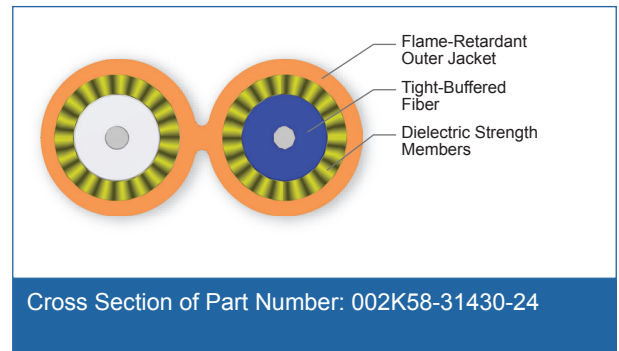 Flame-Retardant
Outer Jacket
Tight-Buffered
Fiber
Dielectric Strength
Members
Cross Section of Part Number: 002K58-31430-24